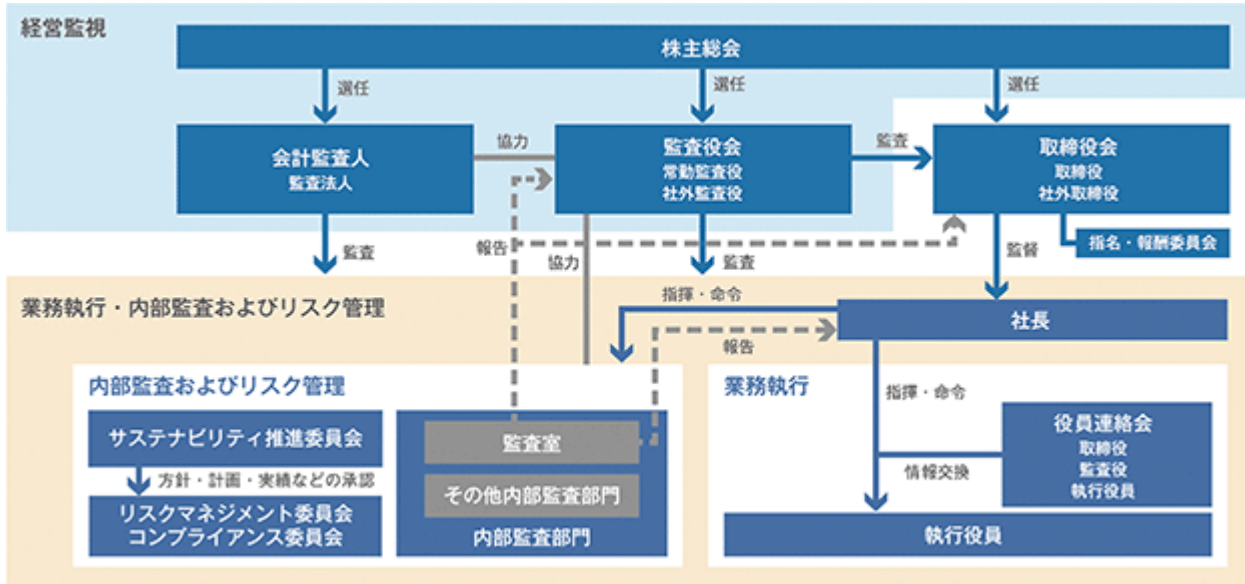 経営監視
株主総会
選任
選任
選任
会計監査人
監査法人
協力
監査役会
常勤監査役
社外監査役
監査
取締役会
取締役
社外取締役
指名・報酬委員会
監査
報告
協力
監査
監督
業務執行・内部監査およびリスク管理
指揮・命令
社長
報告
内部監査およびリスク管理
サステナビリティ推進委員会
方針・計画・実績などの承認
リスクマネジメント委員会
コンプライアンス委員会
監査室
その他内部監査部門
内部監査部門
業務執行
指揮・命令
役員連絡会
取締役
監査役
執行役員
情報交換
執行役員